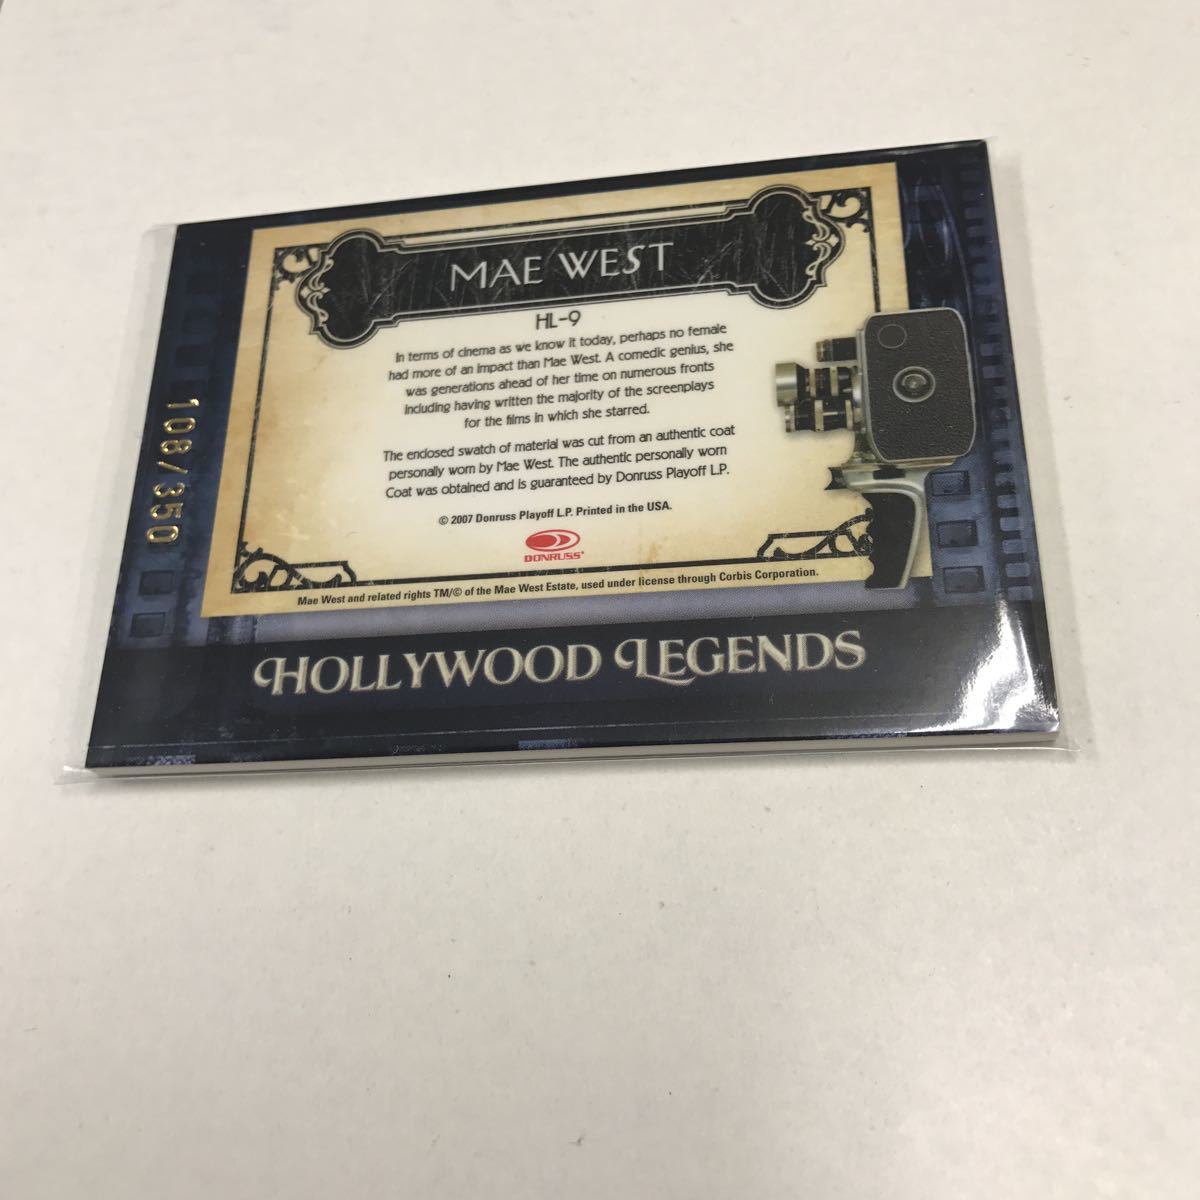 MAE WEST
HL-9
In terms of cinema as we know it today, perhaps no female
had more of an impact than Mae West. A comedic genius, she
was generations ahead of her time on numerous fronts
including having written the majority of the screenplays
for the films in which she starred.
The enclosed swatch of material was cut from an authentic coat
personally worn by Mae West. The authentic personally worn
Coat was obtained and is guaranteed by Donruss Playoff L.P.
© 2007 Donruss Playoff L.P. Printed in the USA.
DONRUSS
Mae West and related rights TM/© of the Mae West Estate, used under license through Corbis Corporation.
HOLLYWOOD LEGENDS
108/350